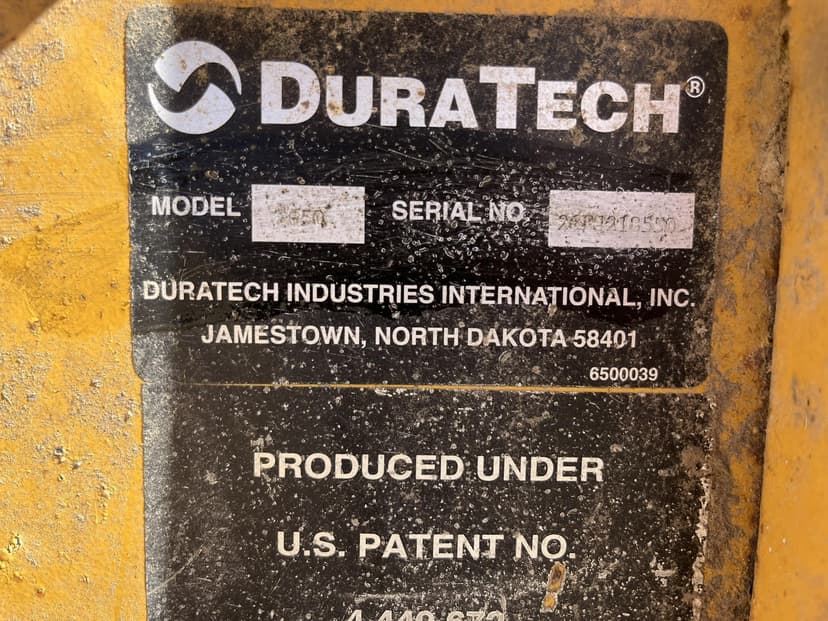 DURATECH®
MODEL SERIAL NO
DURATECH INDUSTRIES INTERNATIONAL, INC.
JAMESTOWN, NORTH DAKOTA 58401
6500039
PRODUCED UNDER
U.S. PATENT NO.